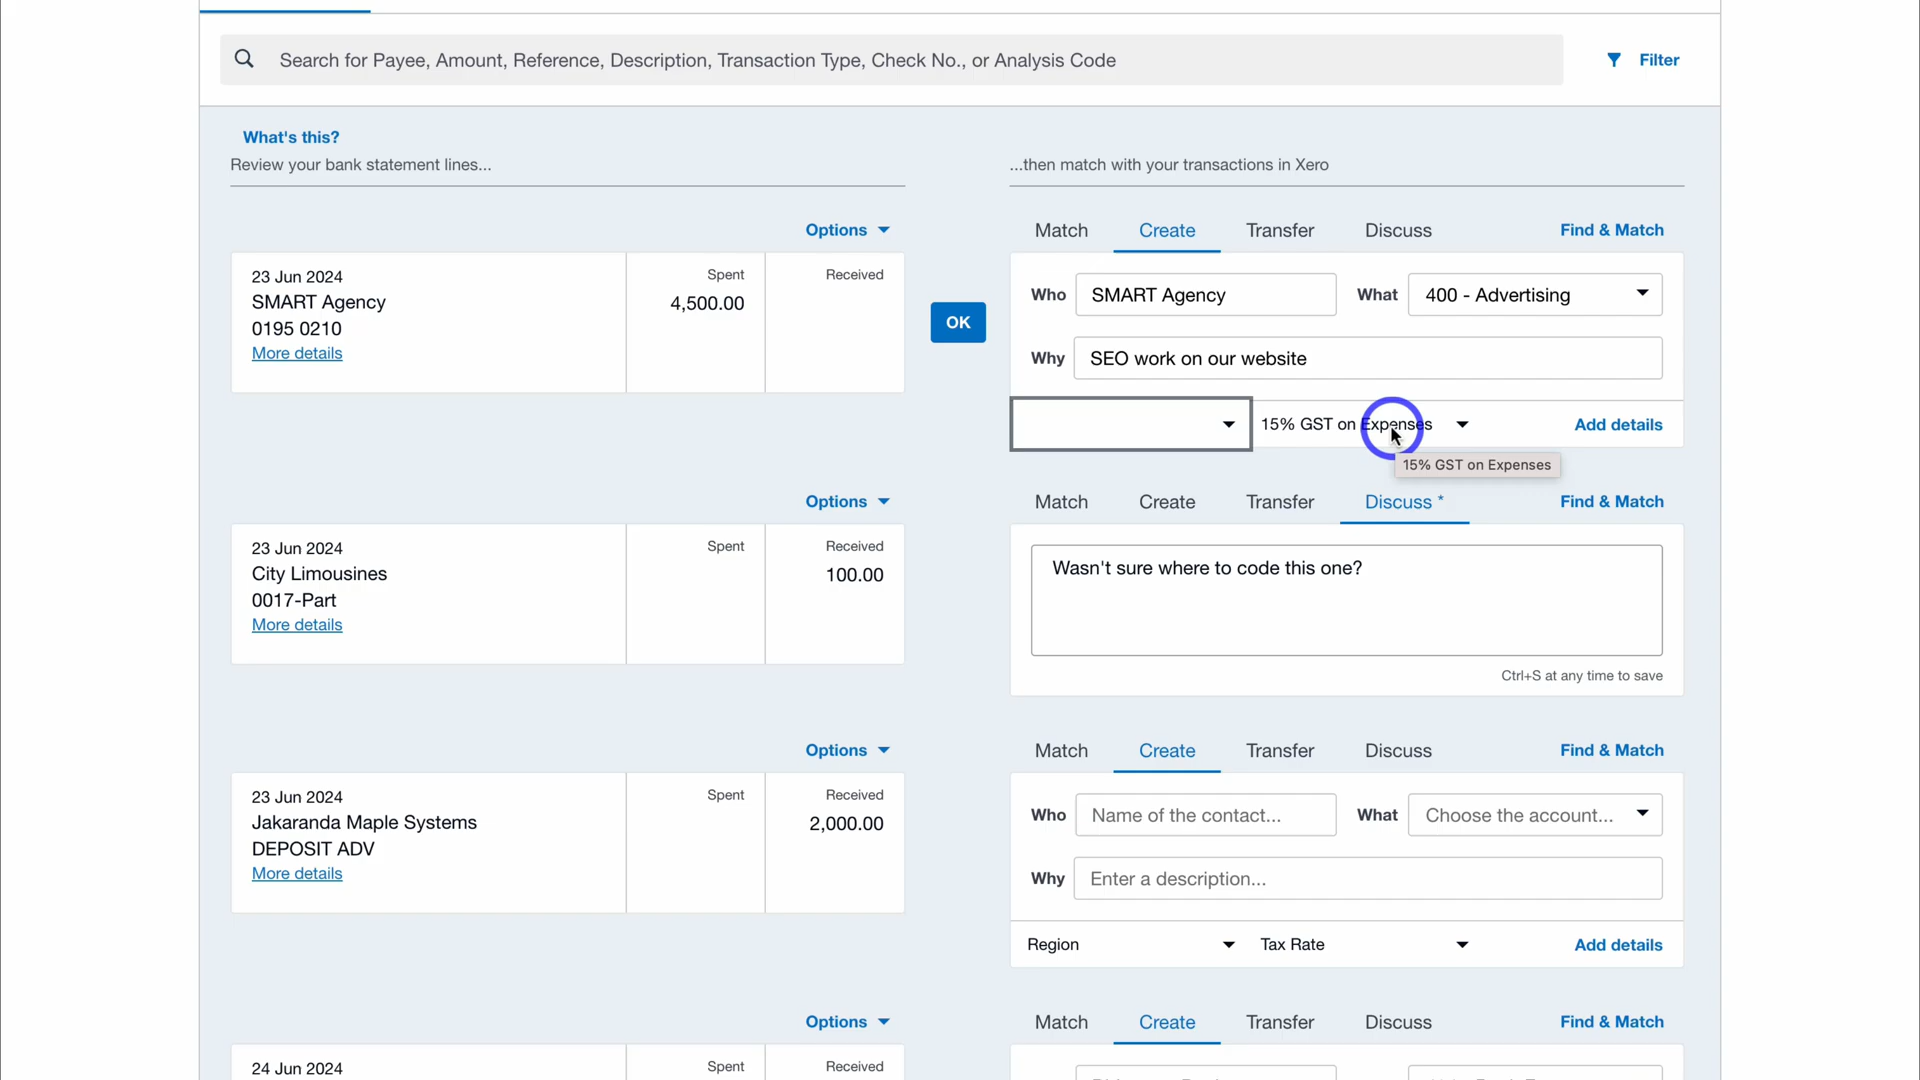 Search for Payee, Amount, Reference, Description, Transaction Type, Check No., or Analysis Code
Filter
What's this?
Review your bank statement lines...
...then match with your transactions in Xero
Options
Match Create Transfer Discuss Find & Match
23 Jun 2024
SMART Agency
0195 0210
More details
Spent
4,500.00
Received
OK
Who SMART Agency What 400 - Advertising
Why SEO work on our website
15% GST on Expenses Add details
15% GST on Expenses
Options
Match Create Transfer Discuss * Find & Match
23 Jun 2024
City Limousines
0017-Part
More details
Spent
Received
100.00
Wasn't sure where to code this one?
Ctrl+S at any time to save
Options
Match Create Transfer Discuss Find & Match
23 Jun 2024
Jakaranda Maple Systems
DEPOSIT ADV
More details
Spent
Received
2,000.00
Who Name of the contact... What Choose the account...
Why Enter a description...
Region Tax Rate Add details
Options
Match Create Transfer Discuss Find & Match
24 Jun 2024
Spent
Received